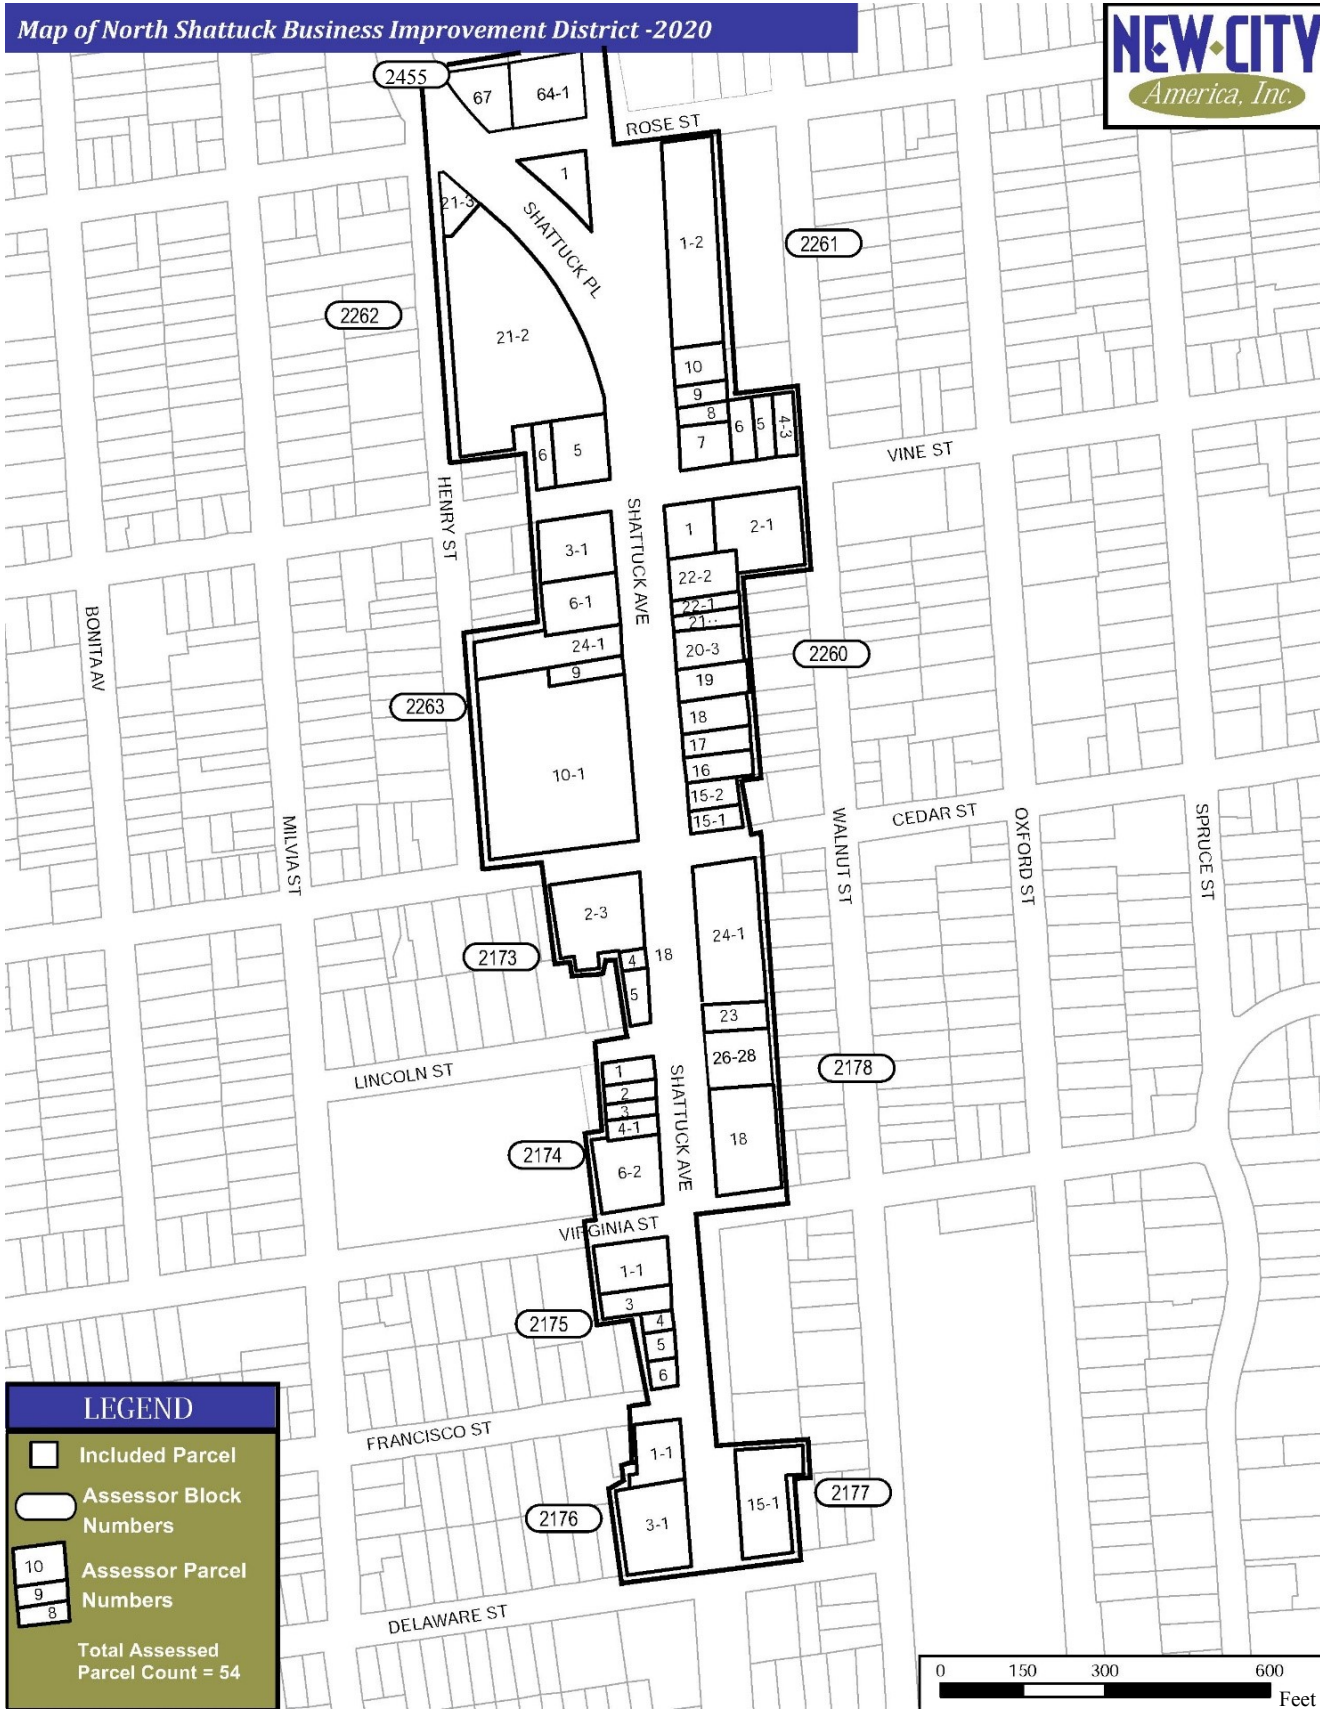 Map of North Shattuck Business Improvement District -2020
NEW CITY
America, Inc.
2455
67
64-1
ROSE ST
1
21-3
SHATTUCK PL
1-2
2261
2262
21-2
10
9
8
7
6
5
4-3
6
5
VINE ST
HENRY ST
SHATTUCK AVE
1
2-1
3-1
22-2
6-1
22-1
21··
24-1
20-3
2260
9
19
BONITA AV
2263
18
17
10-1
16
15-2
15-1
MILVIA ST
WALNUT ST
CEDAR ST
OXFORD ST
SPRUCE ST
2-3
24-1
2173
4
18
5
23
LINCOLN ST
1
SHATTUCK AVE
26-28
2178
2
3
4-1
2174
6-2
18
VIRGINIA ST
1-1
3
2175
4
5
6
FRANCISCO ST
1-1
2176
3-1
15-1
2177
DELAWARE ST
LEGEND
Included Parcel
Assessor Block
Numbers
10
9
8
Assessor Parcel
Numbers
Total Assessed
Parcel Count = 54
0 150 300 600
Feet